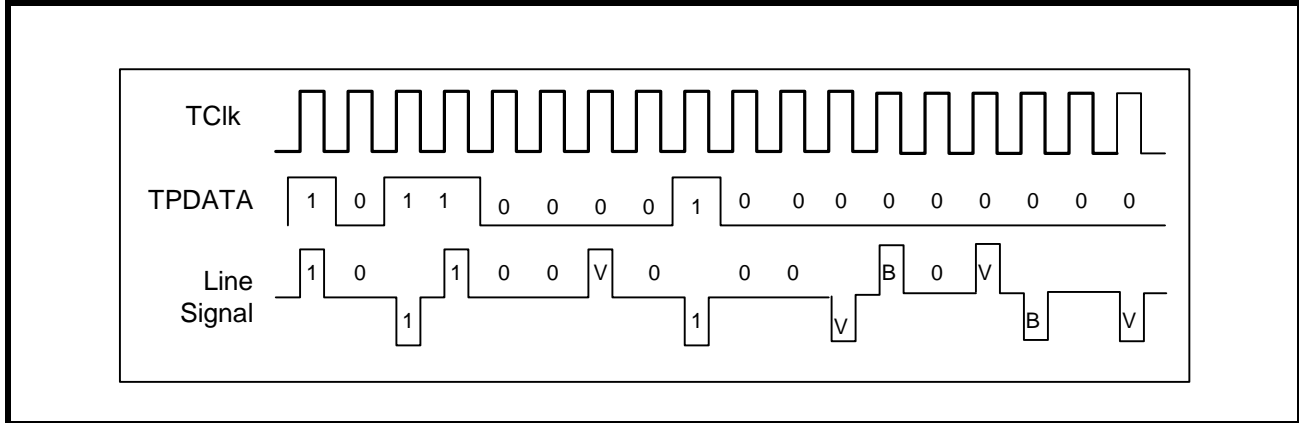 TClk
TPDATA 1 0 1 1 0 0 0 0 1 0 0 0 0 0 0 0 0 0
Line Signal 1 0 1 1 0 0 V 0 1 0 0 V B 0 V B V